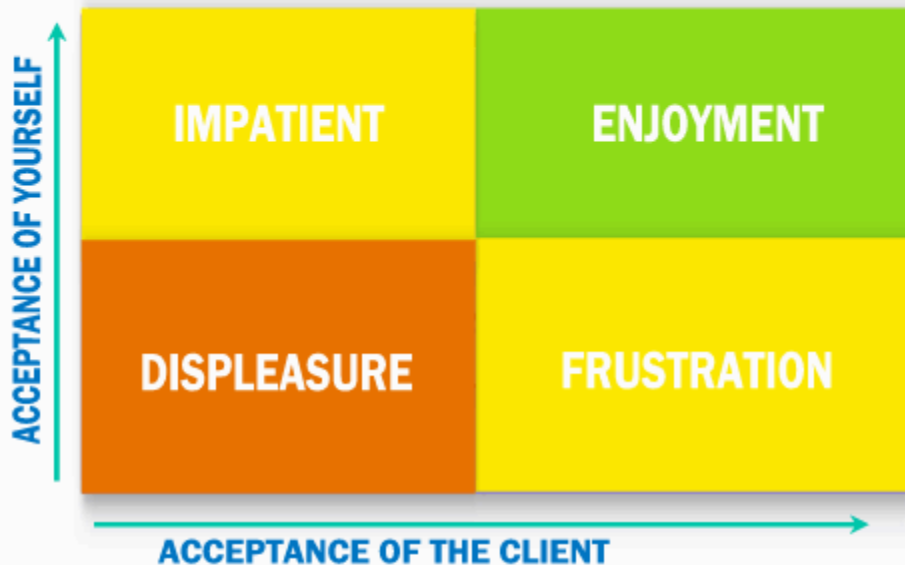 ACCEPTANCE OF YOURSELF
IMPATIENT
ENJOYMENT
DISPLEASURE
FRUSTRATION
ACCEPTANCE OF THE CLIENT